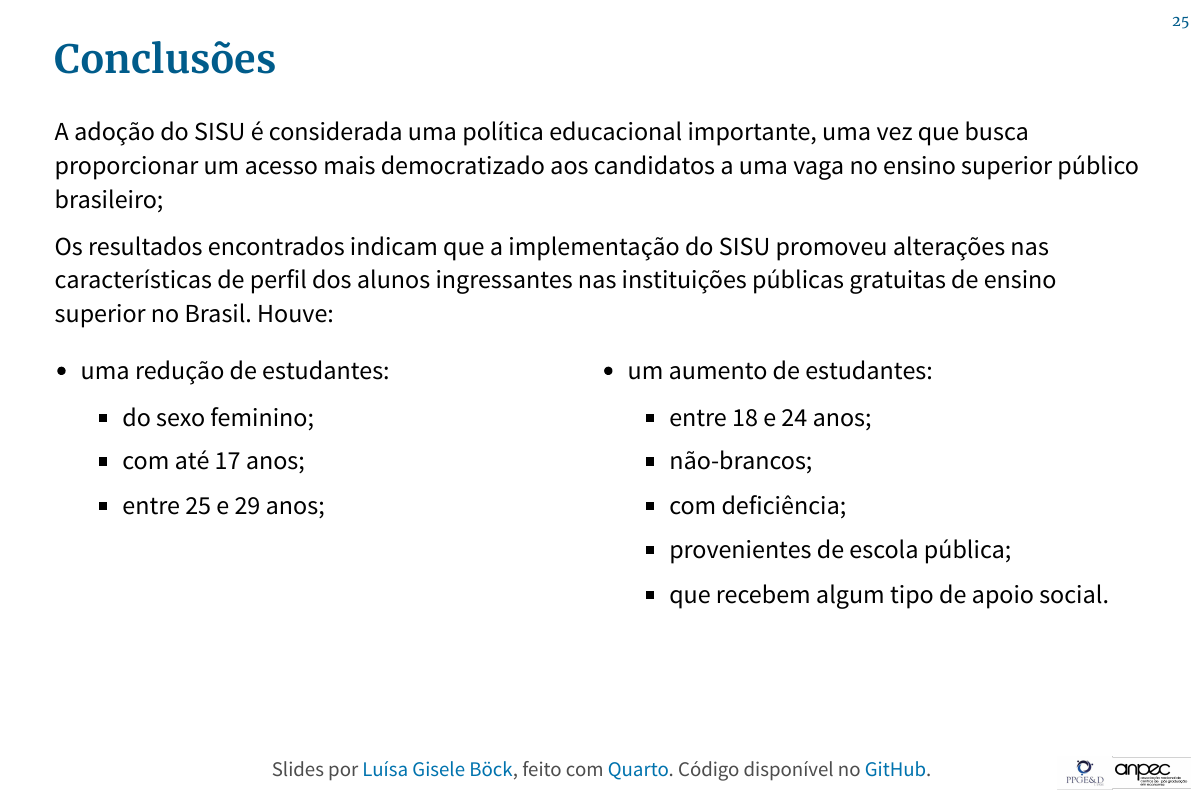 25
Conclusões
A adoção do SISU é considerada uma política educacional importante, uma vez que busca
proporcionar um acesso mais democratizado aos candidatos a uma vaga no ensino superior público
brasileiro;
Os resultados encontrados indicam que a implementação do SISU promoveu alterações nas
características de perfil dos alunos ingressantes nas instituições públicas gratuitas de ensino
superior no Brasil. Houve:
• uma redução de estudantes:
▪ do sexo feminino;
▪ com até 17 anos;
▪ entre 25 e 29 anos;
• um aumento de estudantes:
▪ entre 18 e 24 anos;
▪ não-brancos;
▪ com deficiência;
▪ provenientes de escola pública;
▪ que recebem algum tipo de apoio social.
Slides por Luísa Gisele Böck, feito com Quarto. Código disponível no GitHub.
PPGE&D
anpec